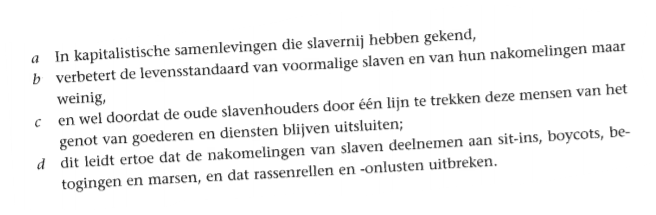 a In kapitalistische samenlevingen die slavernij hebben gekend,
b verbetert de levensstandaard van voormalige slaven en van hun nakomelingen maar
weinig,
c en wel doordat de oude slavenhouders door één lijn te trekken deze mensen van het
genot van goederen en diensten blijven uitsluiten;
d dit leidt ertoe dat de nakomelingen van slaven deelnemen aan sit-ins, boycots, be-
togingen en marsen, en dat rassenrellen en -onlusten uitbreken.